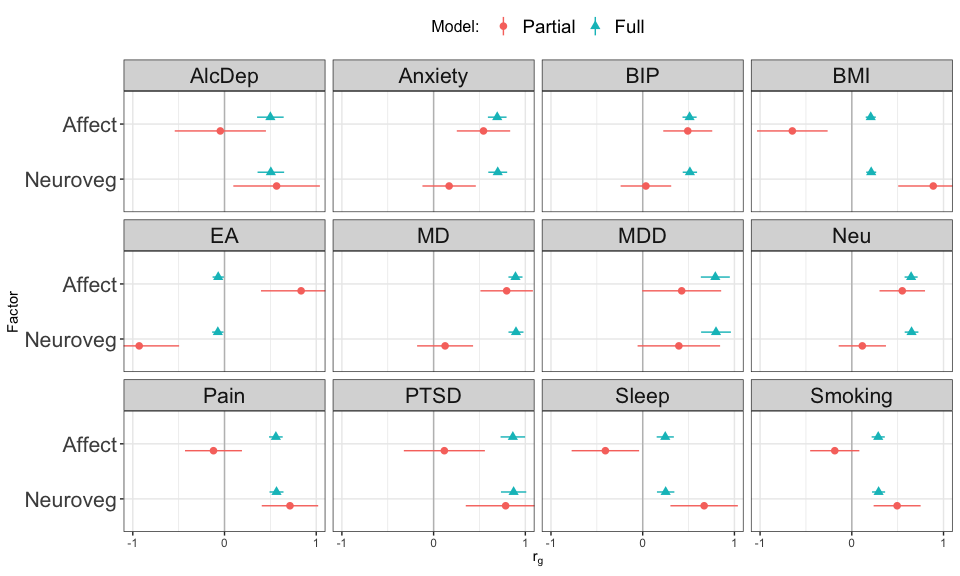 Model: Partial Full
AlcDep Anxiety BIP BMI
Affect
Neuroveg
EA MD MDD Neu
Affect
Neuroveg
Factor
Pain PTSD Sleep Smoking
Affect
Neuroveg
-1 0 1 -1 0 1 -1 0 1 -1 0 1
rg